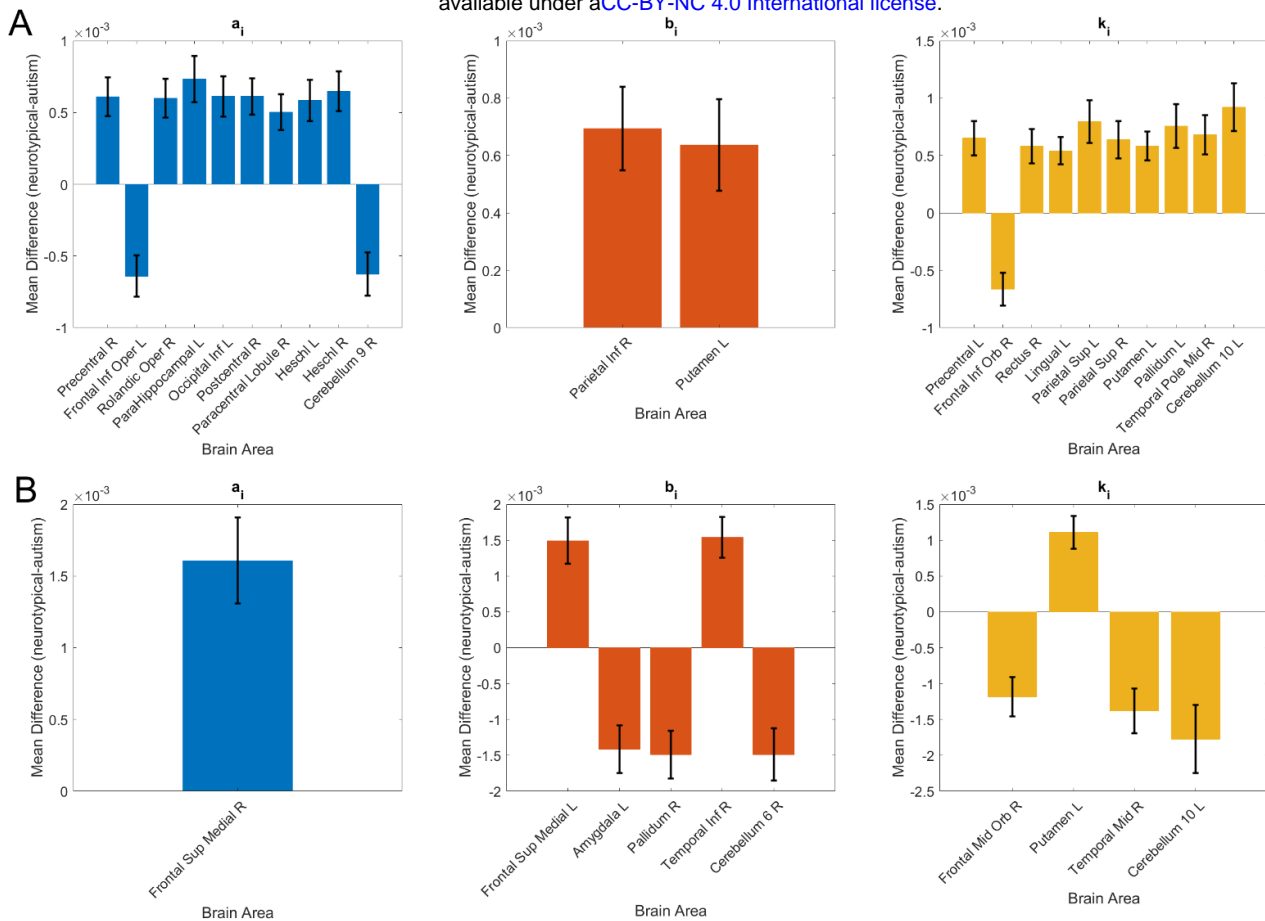 available under aCC-BY-NC 4.0 International license.
A
×10⁻³
aᵢ
Mean Difference (neurotypical-autism)
1
0.5
0
-0.5
-1
Precentral R
Frontal Inf Oper L
Rolandic Oper R
ParaHippocampal L
Occipital Inf L
Postcentral R
Paracentral Lobule R
Heschl L
Heschl R
Cerebellum 9 R
Brain Area
×10⁻³
bᵢ
Mean Difference (neurotypical-autism)
1
0.8
0.6
0.4
0.2
0
Parietal Inf R
Putamen L
Brain Area
×10⁻³
kᵢ
Mean Difference (neurotypical-autism)
1.5
1
0.5
0
-0.5
-1
Precentral L
Frontal Inf Orb R
Rectus R
Lingual L
Parietal Sup L
Parietal Sup R
Putamen L
Pallidum L
Temporal Pole Mid R
Cerebellum 10 L
Brain Area
B
×10⁻³
aᵢ
Mean Difference (neurotypical-autism)
2
1.5
1
0.5
0
Frontal Sup Medial R
Brain Area
×10⁻³
bᵢ
Mean Difference (neurotypical-autism)
2
1.5
1
0.5
0
-0.5
-1
-1.5
-2
Frontal Sup Medial L
Amygdala L
Pallidum R
Temporal Inf R
Cerebellum 6 R
Brain Area
×10⁻³
kᵢ
Mean Difference (neurotypical-autism)
1.5
1
0.5
0
-0.5
-1
-1.5
-2
-2.5
Frontal Mid Orb R
Putamen L
Temporal Mid R
Cerebellum 10 L
Brain Area